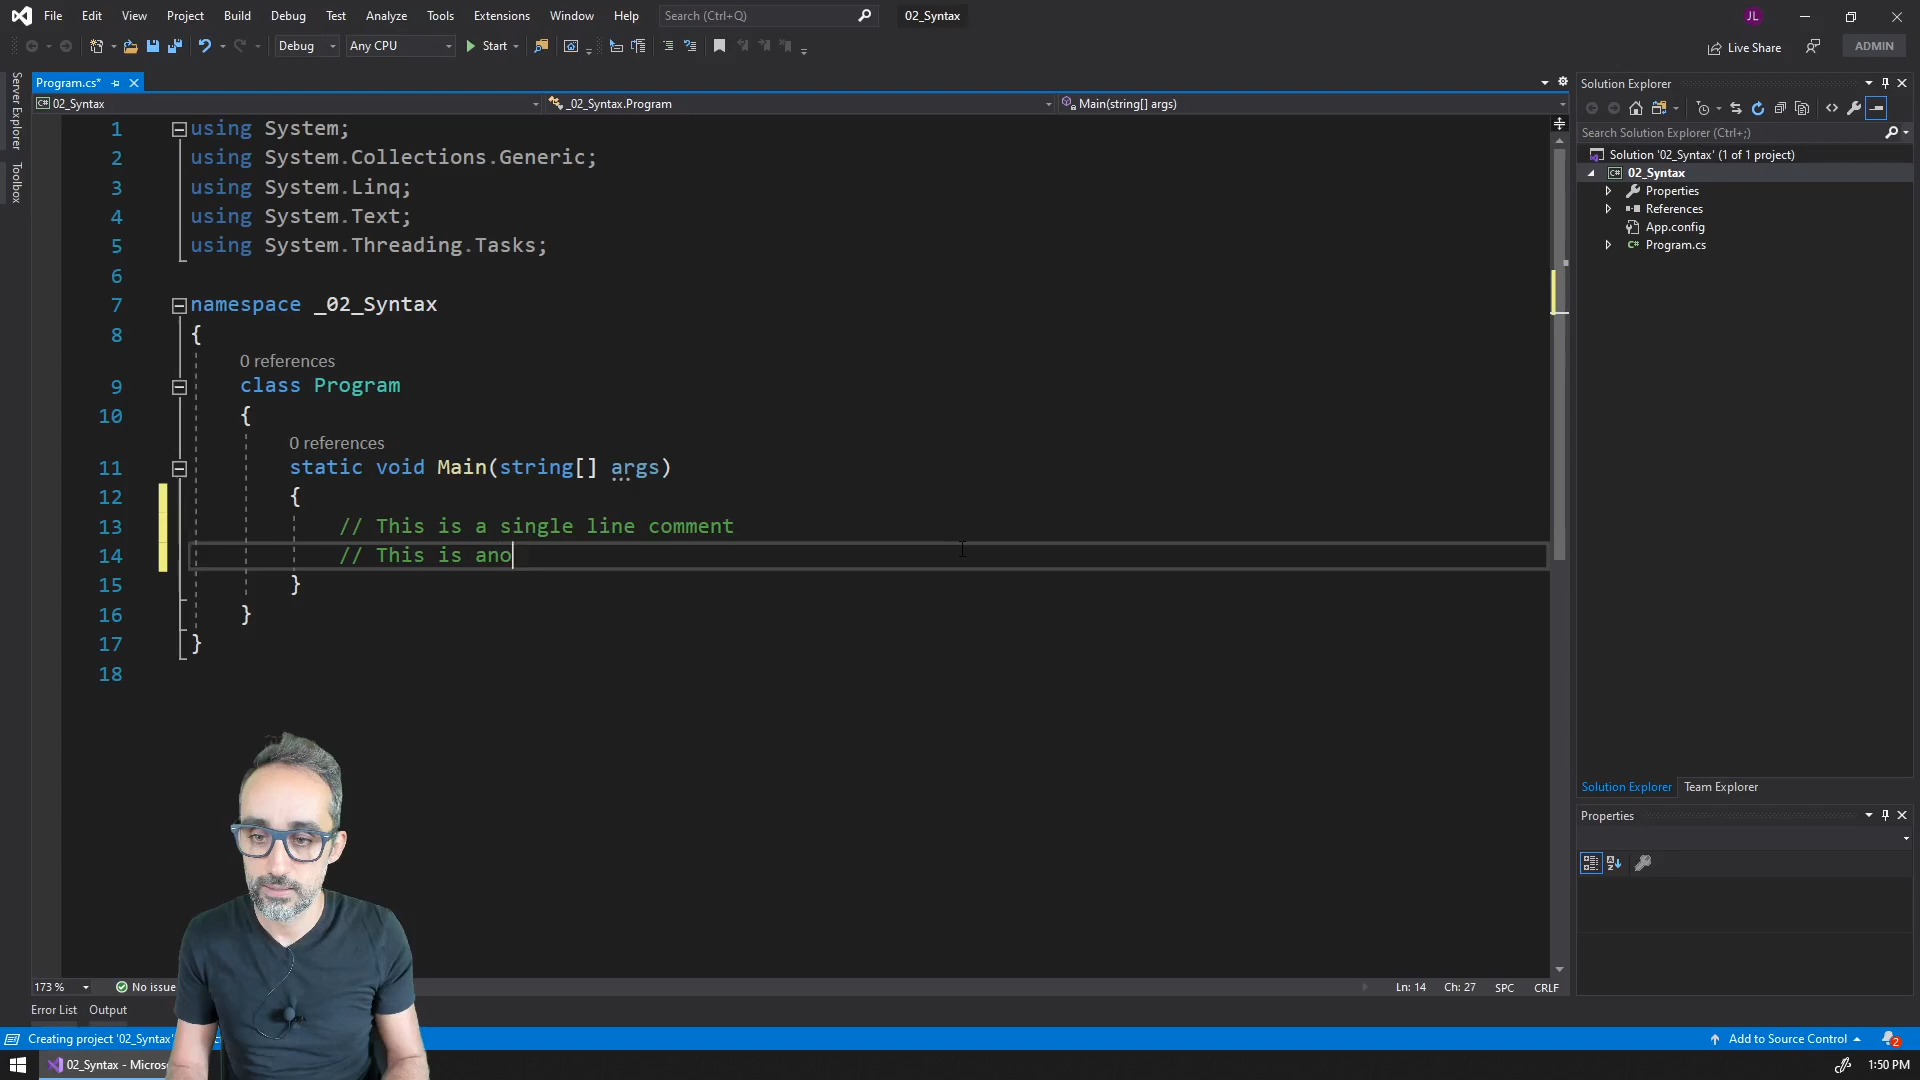 File Edit View Project Build Debug Test Analyze Tools Extensions Window Help Search (Ctrl+Q) 02_Syntax JL
Debug Any CPU Start Live Share ADMIN
Server Explorer
Toolbox
Program.cs*
02_Syntax _02_Syntax.Program Main(string[] args)
1 using System;
2 using System.Collections.Generic;
3 using System.Linq;
4 using System.Text;
5 using System.Threading.Tasks;
6
7 namespace _02_Syntax
8 {
0 references
9 class Program
10 {
0 references
11 static void Main(string[] args)
12 {
13 // This is a single line comment
14 // This is ano
15 }
16 }
17 }
18
Solution Explorer
Search Solution Explorer (Ctrl+;)
Solution '02_Syntax' (1 of 1 project)
C# 02_Syntax
Properties
References
App.config
C# Program.cs
Solution Explorer Team Explorer
Properties
173 % No issue Ln: 14 Ch: 27 SPC CRLF
Error List Output
Creating project '02_Syntax' Add to Source Control 2
02_Syntax - Micros 1:50 PM